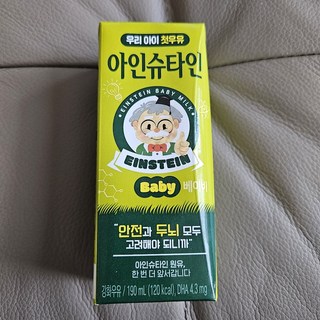 우리 아이 첫우유
아인슈타인
EINSTEIN BABY MILK
EINSTEIN
Baby 베이비
"안전과 두뇌 모두
고려해야 되니까"
아인슈타인 원유,
한 번 더 앞서갑니다
강화우유 / 190 mL (120 kcal), DHA 4.3 mg